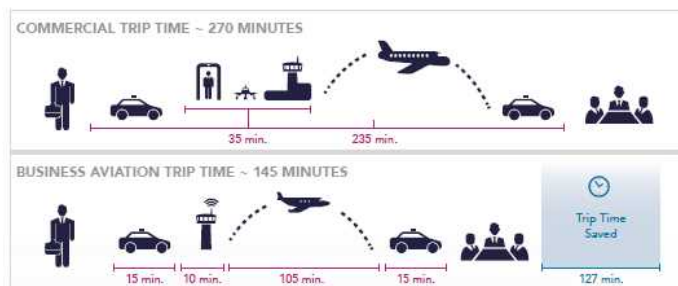 COMMERCIAL TRIP TIME ~ 270 MINUTES
35 min. 235 min.
BUSINESS AVIATION TRIP TIME ~ 145 MINUTES
Trip Time
Saved
15 min. 10 min. 105 min. 15 min. 127 min.